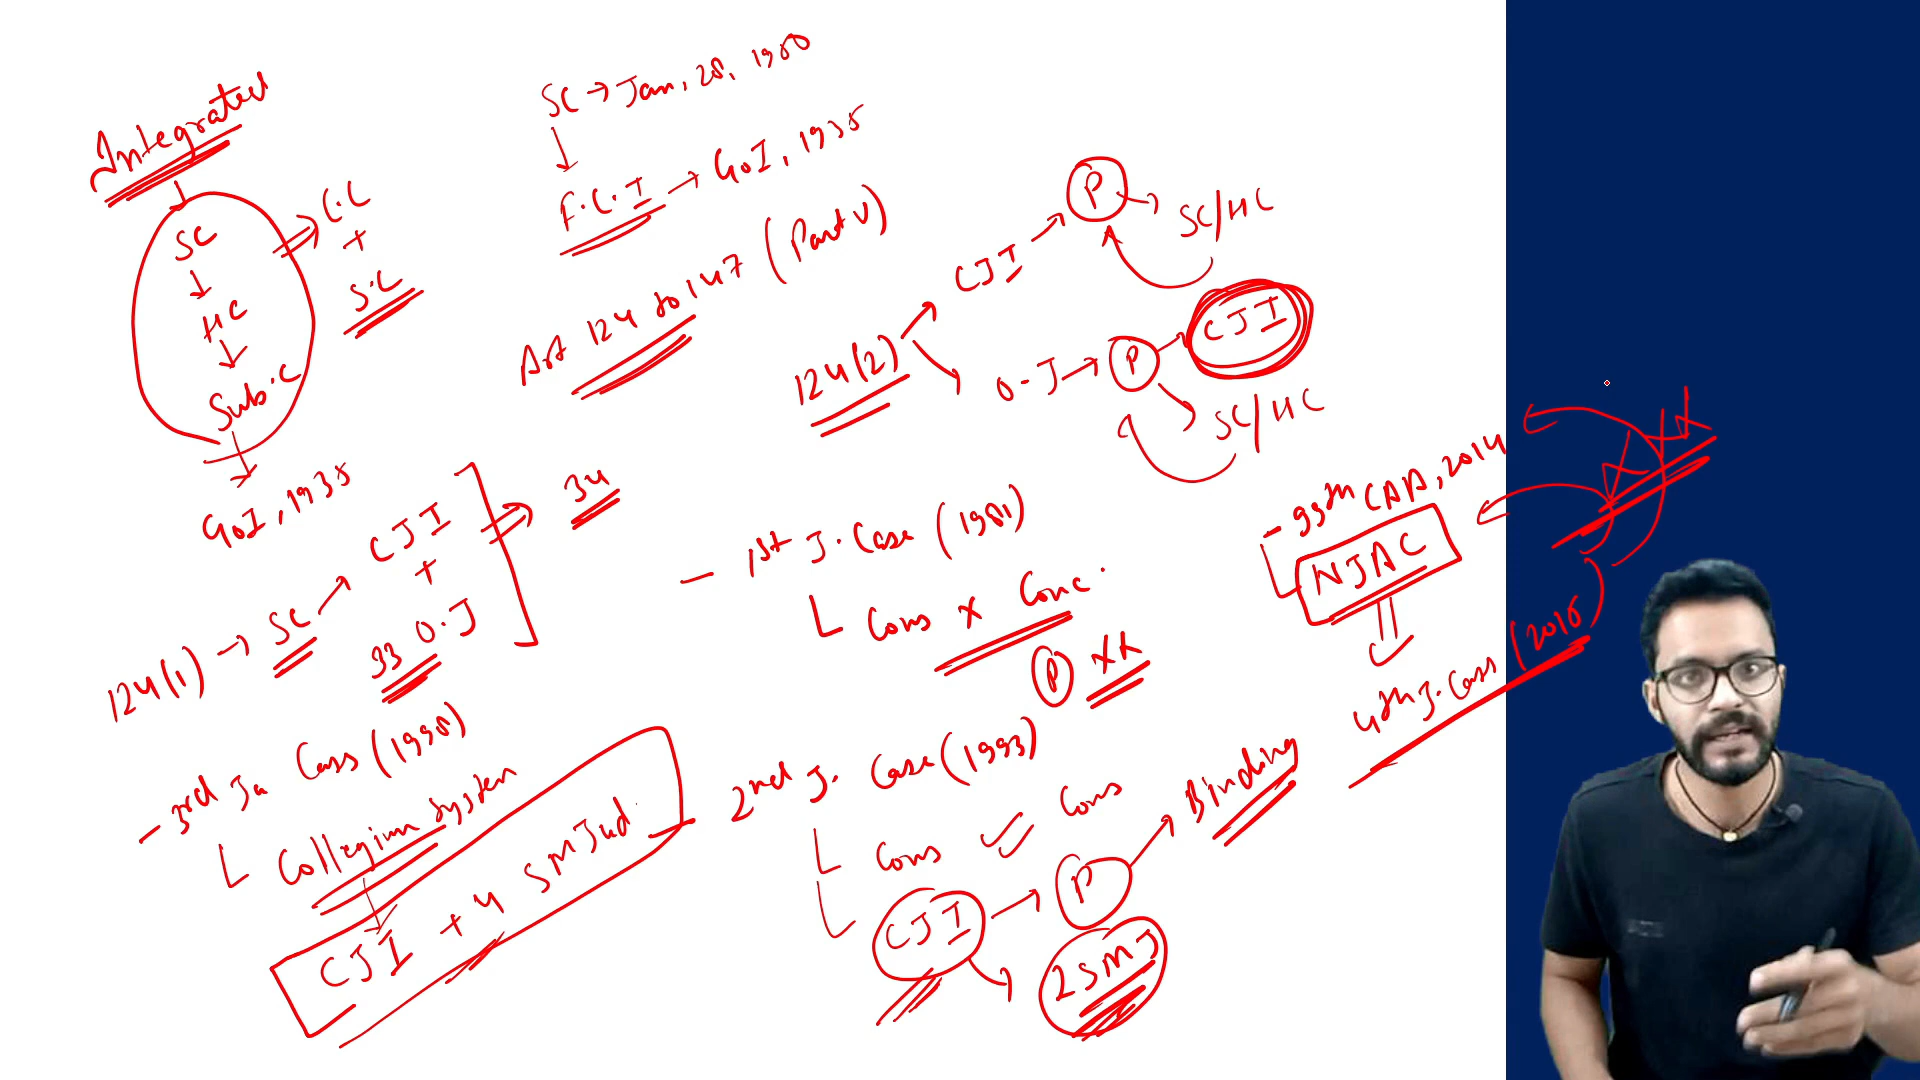 Integrated
SC
HC
Sub.C
GoI, 1935
C.C
+
S.C
SC → Jan, 28, 1950
F.C.I → GoI, 1935
Art 124 to 147 (Part V)
124(2)
CJI → P → SC/HC
O-J → P → CJI
SC/HC
124(1) → SC → CJI
+
33 O.J
34
- 1st J. Case (1981)
Cons x Conc.
P xx
2nd J. Case (1993)
Cons = Conc
CJI → P → Binding
2SMJ
- 3rd Ju Case (1998)
Collegium System
CJI + 4 SMJud.
- 99th CAA, 2014
NJAC
4th J. Case (2015)